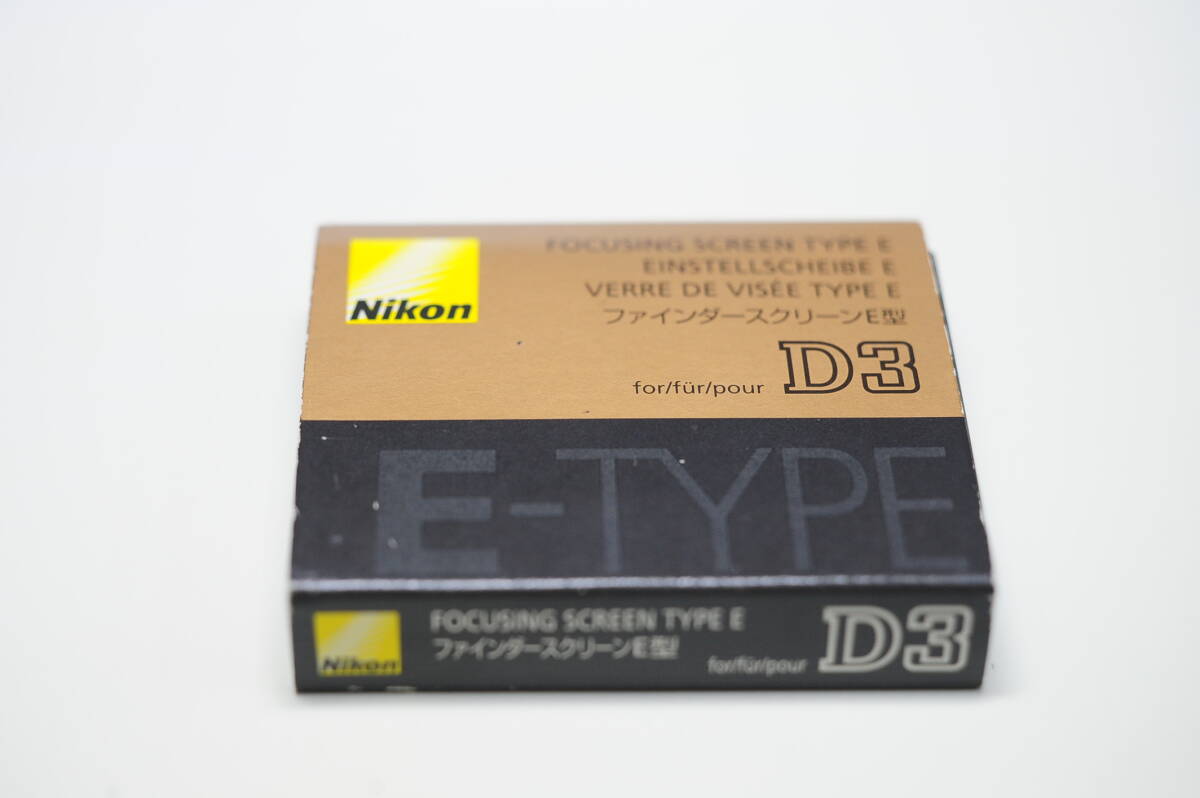 Nikon
FOCUSING SCREEN TYPE E
EINSTELLSCHEIBE E
VERRE DE VISÉE TYPE E
ファインダースクリーンE型
for/für/pour D3
E-TYPE
Nikon
FOCUSING SCREEN TYPE E
ファインダースクリーンE型
for/für/pour D3